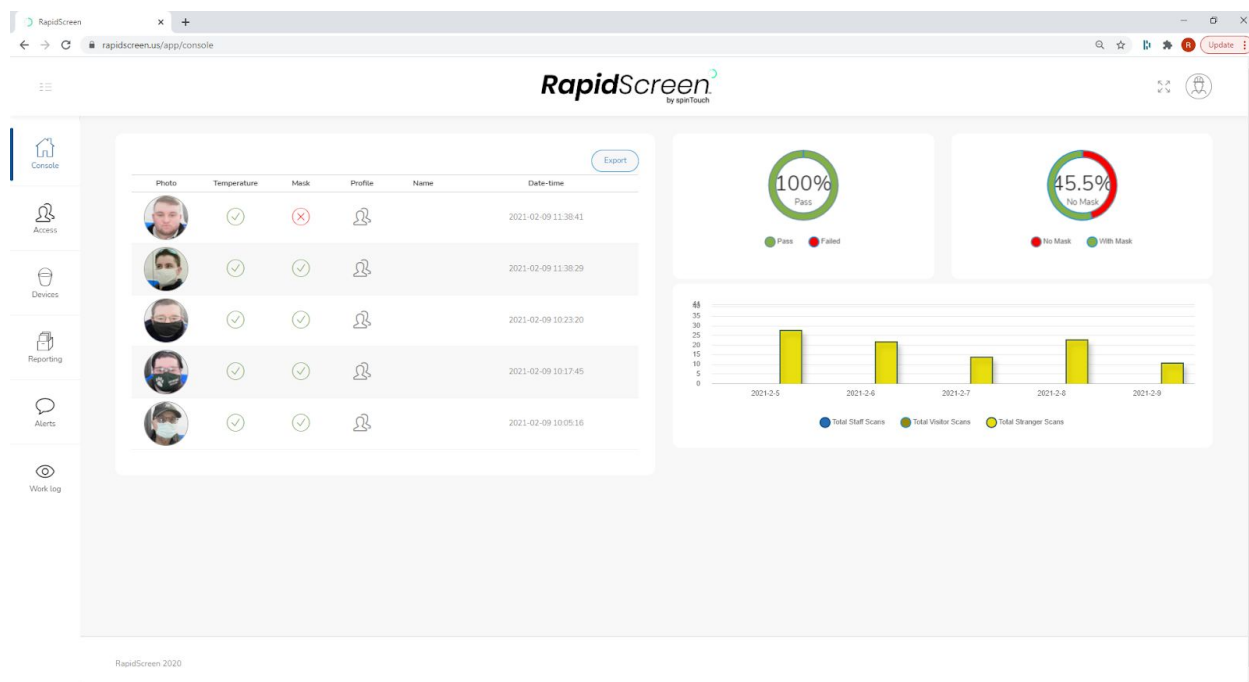 RapidScreen
rapidscreen.us/app/console
R
Update
RapidScreen
by spinTouch
Console
Access
Devices
Reporting
Alerts
Work log
Export
Photo Temperature Mask Profile Name Date-time
2021-02-09 11:38:41
2021-02-09 11:38:29
2021-02-09 10:23:20
2021-02-09 10:17:45
2021-02-09 10:05:16
100%
Pass
Pass Failed
45.5%
No Mask
No Mask With Mask
35
30
25
20
15
10
5
0
2021-2-5 2021-2-6 2021-2-7 2021-2-8 2021-2-9
Total Staff Scans Total Visitor Scans Total Stranger Scans
RapidScreen 2020